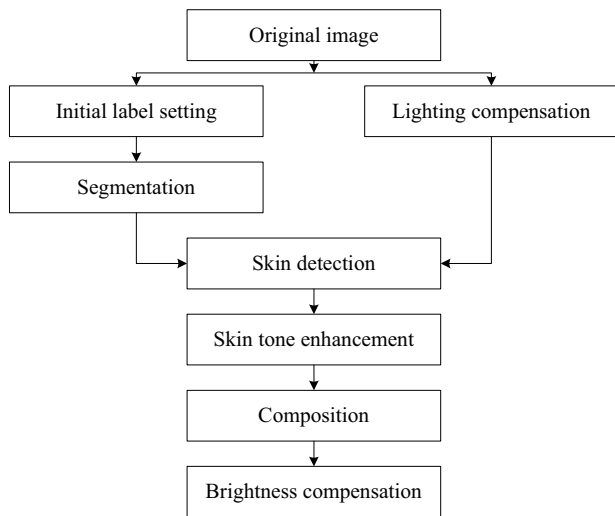 Original image
Initial label setting
Lighting compensation
Segmentation
Skin detection
Skin tone enhancement
Composition
Brightness compensation